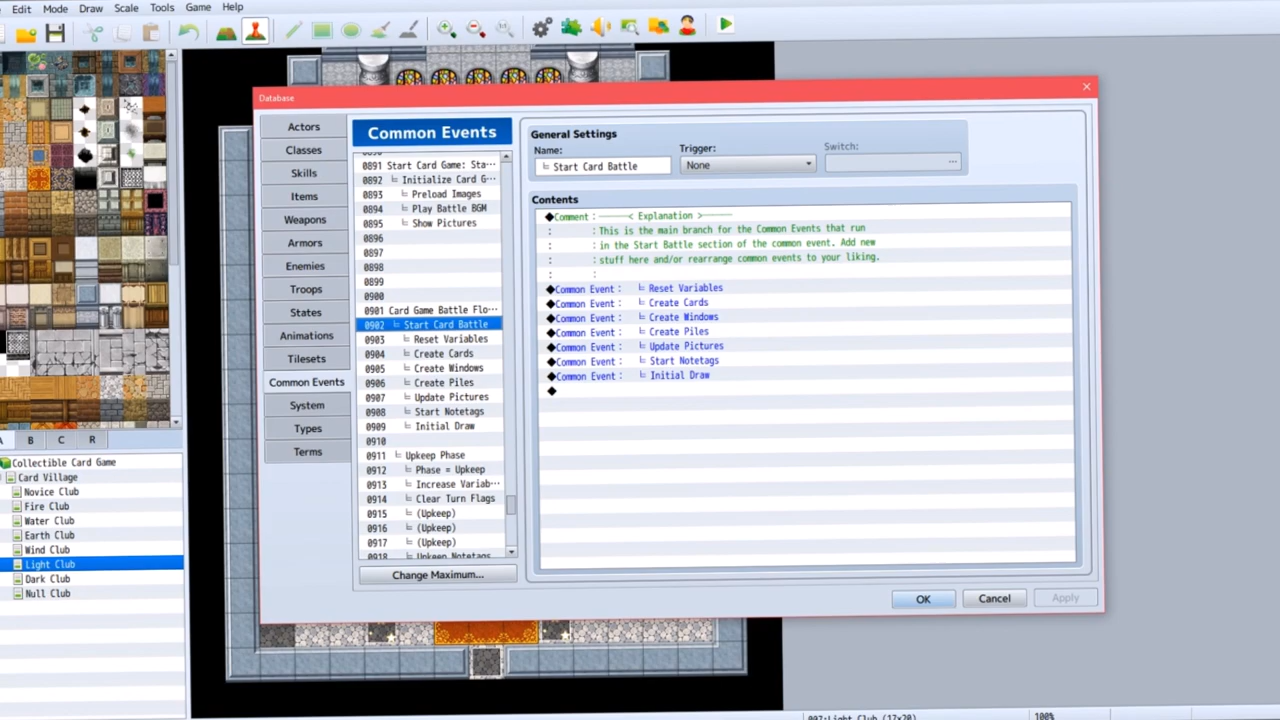 Edit Mode Draw Scale Tools Game Help
Database
Actors
Classes
Skills
Items
Weapons
Armors
Enemies
Troops
States
Animations
Tilesets
Common Events
System
Types
Terms
Common Events
0891 Start Card Game: Sta···
0892 Initialize Card G···
0893 Preload Images
0894 Play Battle BGM
0895 Show Pictures
0896
0897
0898
0899
0900
0901 Card Game Battle Flo···
0902 Start Card Battle
0903 Reset Variables
0904 Create Cards
0905 Create Windows
0906 Create Piles
0907 Update Pictures
0908 Start Notetags
0909 Initial Draw
0910
0911 Upkeep Phase
0912 Phase = Upkeep
0913 Increase Variab···
0914 Clear Turn Flags
0915 (Upkeep)
0916 (Upkeep)
0917 (Upkeep)
0918 Upkeep Notetags
Change Maximum...
General Settings
Name:
Start Card Battle
Trigger:
None
Switch:
...
Contents
◆Comment : ─────< Explanation >─────
: : This is the main branch for the Common Events that run
: : in the Start Battle section of the common event. Add new
: : stuff here and/or rearrange common events to your liking.
: :
◆Common Event : Reset Variables
◆Common Event : Create Cards
◆Common Event : Create Windows
◆Common Event : Create Piles
◆Common Event : Update Pictures
◆Common Event : Start Notetags
◆Common Event : Initial Draw
◆
OK Cancel Apply
A B C R
Collectible Card Game
Card Village
Novice Club
Fire Club
Water Club
Earth Club
Wind Club
Light Club
Dark Club
Null Club
007:Light Club (17x20)
100%